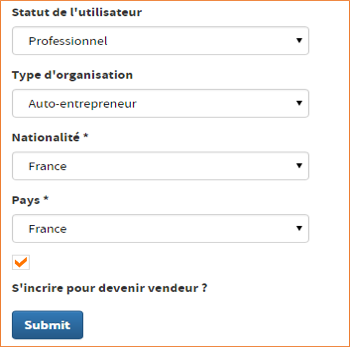 Statut de l'utilisateur
Professionnel
Type d'organisation
Auto-entrepreneur
Nationalité *
France
Pays *
France
S'incrire pour devenir vendeur ?
Submit